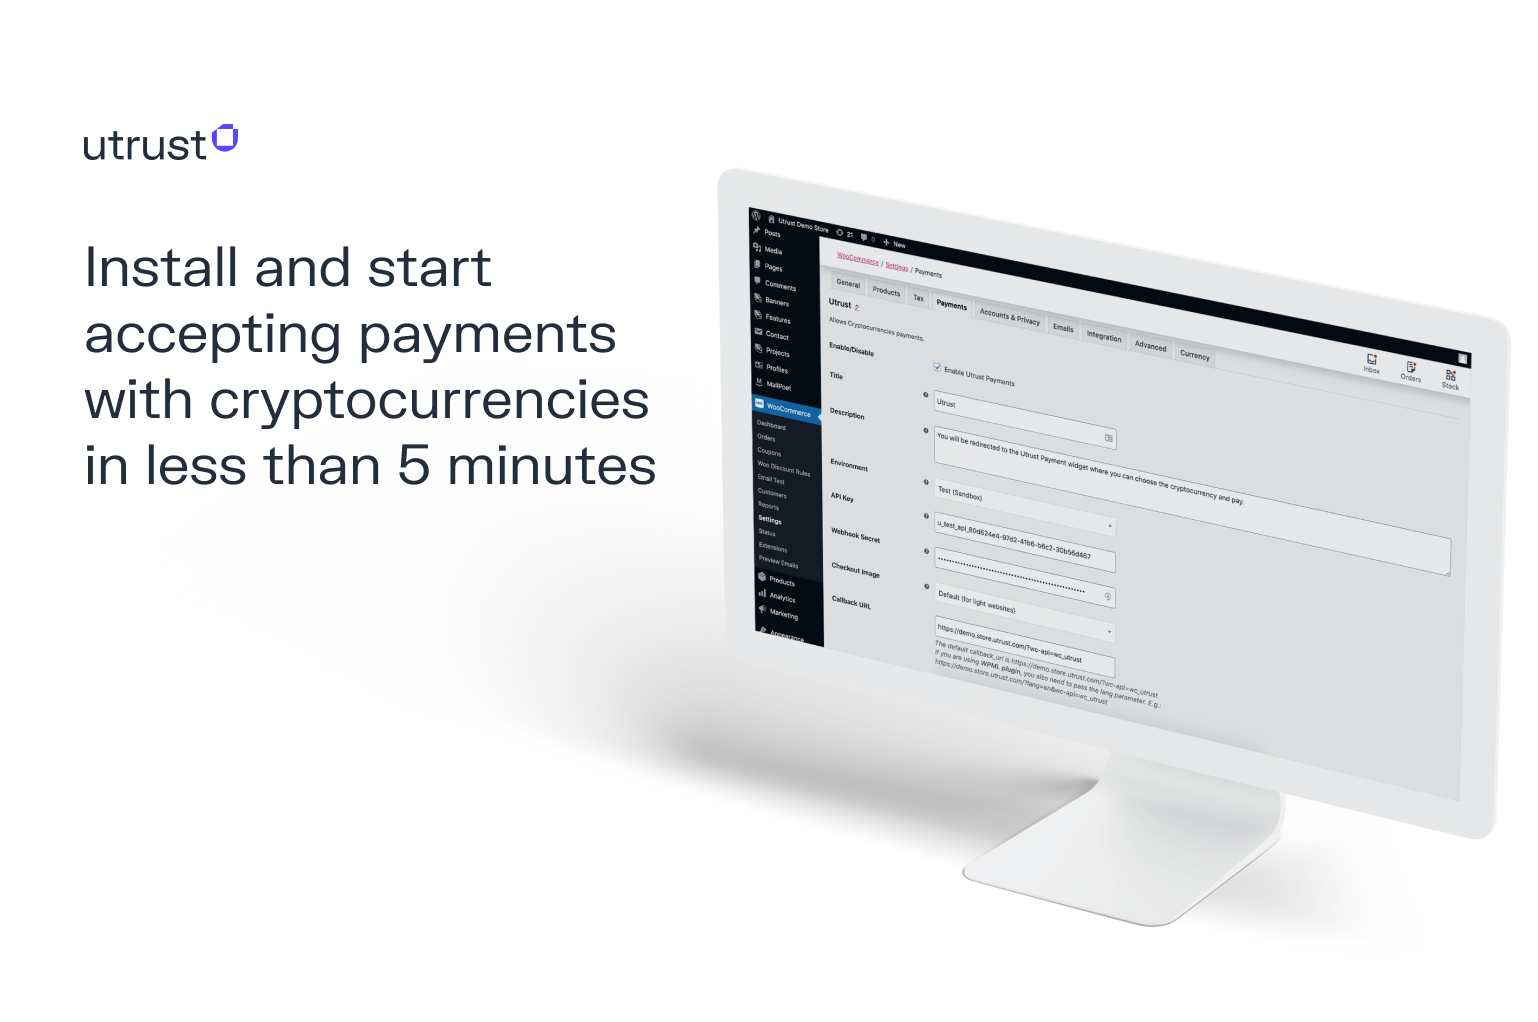 utrust
Install and start
accepting payments
with cryptocurrencies
in less than 5 minutes
Utrust Demo Store 21 0 + New
Posts
Media
Pages
Comments
Banners
Features
Contact
Projects
Profiles
MailPoet
WooCommerce
Dashboard
Orders
Coupons
Woo Discount Rules
Email Test
Customers
Reports
Settings
Status
Extensions
Preview Emails
Products
Analytics
Marketing
Appearance
WooCommerce / Settings / Payments
Inbox Orders Stock
General Products Tax Payments Accounts & Privacy Emails Integration Advanced Currency
Utrust
Allows Cryptocurrencies payments.
Enable/Disable
Enable Utrust Payments
Title
Utrust
Description
You will be redirected to the Utrust Payment widget where you can choose the cryptocurrency and pay.
Environment
Test (Sandbox)
API Key
u_test_api_80d624e4-97d2-41b6-b6c2-30b56d467
Webhook Secret
Checkout Image
Default (for light websites)
Callback URL
https://demo.store.utrust.com/?wc-api=wc_utrust
The default callback_url is https://demo.store.utrust.com/?wc-api=wc_utrust
If you are using WPML plugin, you also need to pass the lang parameter. E.g.:
https://demo.store.utrust.com/?lang=en&wc-api=wc_utrust